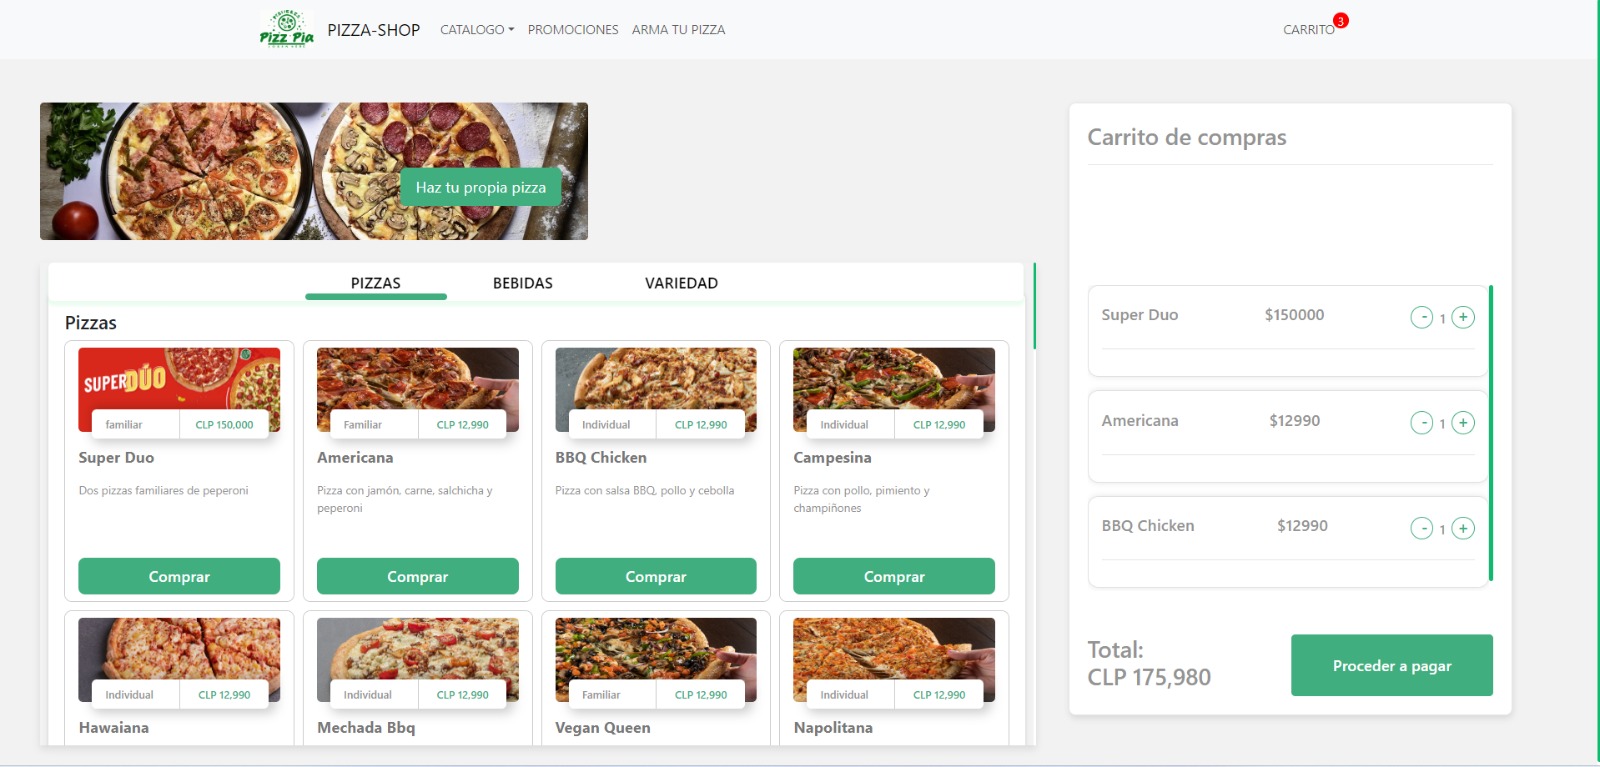 Pizz Pia
PIZZA-SHOP
CATALOGO
PROMOCIONES
ARMA TU PIZZA
CARRITO
3
Haz tu propia pizza
PIZZAS
BEBIDAS
VARIEDAD
Pizzas
SUPER DÚO
familiar
CLP 150,000
Super Duo
Dos pizzas familiares de peperoni
Comprar
Familiar
CLP 12,990
Americana
Pizza con jamón, carne, salchicha y
peperoni
Comprar
Individual
CLP 12,990
BBQ Chicken
Pizza con salsa BBQ, pollo y cebolla
Comprar
Individual
CLP 12,990
Campesina
Pizza con pollo, pimiento y
champiñones
Comprar
Individual
CLP 12,990
Hawaiana
Individual
CLP 12,990
Mechada Bbq
Familiar
CLP 12,990
Vegan Queen
Individual
CLP 12,990
Napolitana
Carrito de compras
Super Duo
$150000
- 1 +
Americana
$12990
- 1 +
BBQ Chicken
$12990
- 1 +
Total:
CLP 175,980
Proceder a pagar